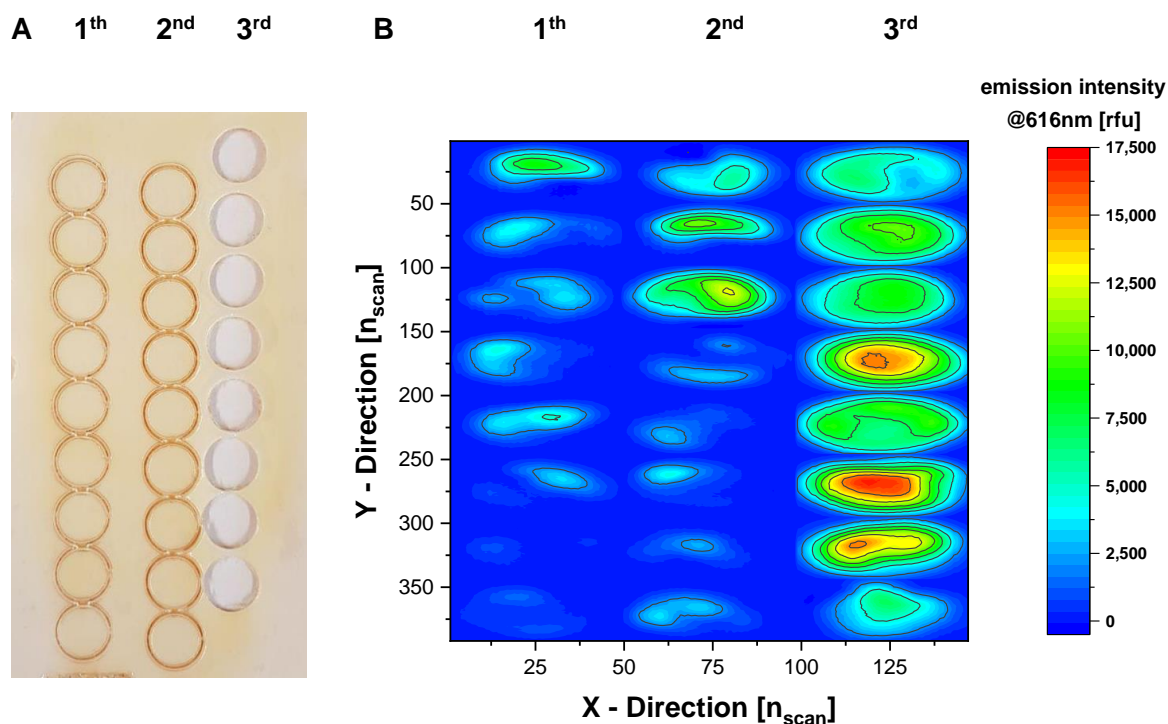 A 1th 2nd 3rd B 1th 2nd 3rd
emission intensity
@616nm [rfu]
17,500
15,000
12,500
10,000
7,500
5,000
2,500
0
Y - Direction [nscan]
50
100
150
200
250
300
350
25 50 75 100 125
X - Direction [nscan]